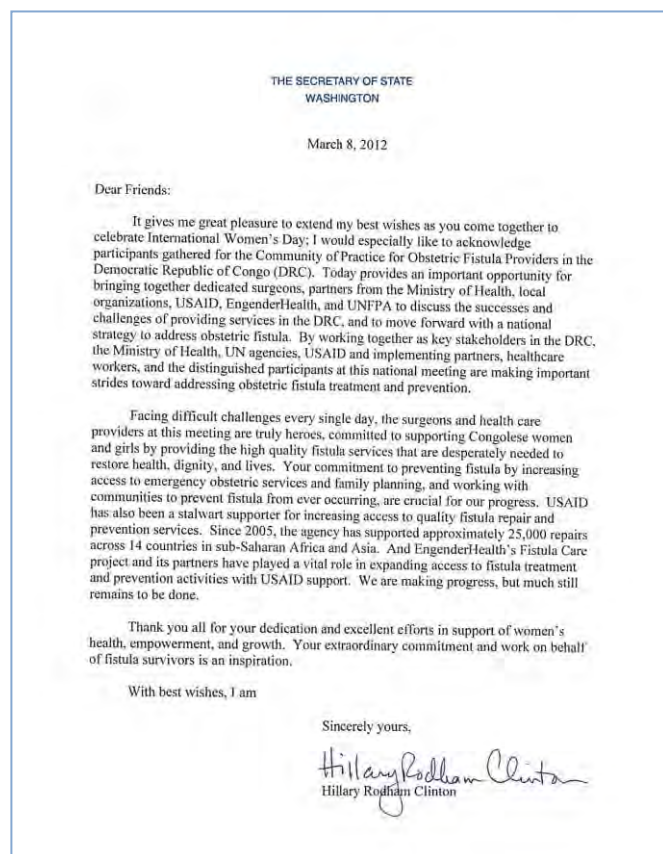 THE SECRETARY OF STATE
WASHINGTON
March 8, 2012
Dear Friends:
It gives me great pleasure to extend my best wishes as you come together to
celebrate International Women's Day; I would especially like to acknowledge
participants gathered for the Community of Practice for Obstetric Fistula Providers in the
Democratic Republic of Congo (DRC). Today provides an important opportunity for
bringing together dedicated surgeons, partners from the Ministry of Health, local
organizations, USAID, EngenderHealth, and UNFPA to discuss the successes and
challenges of providing services in the DRC, and to move forward with a national
strategy to address obstetric fistula. By working together as key stakeholders in the DRC,
the Ministry of Health, UN agencies, USAID and implementing partners, healthcare
workers, and the distinguished participants at this national meeting are making important
strides toward addressing obstetric fistula treatment and prevention.
Facing difficult challenges every single day, the surgeons and health care
providers at this meeting are truly heroes, committed to supporting Congolese women
and girls by providing the high quality fistula services that are desperately needed to
restore health, dignity, and lives. Your commitment to preventing fistula by increasing
access to emergency obstetric services and family planning, and working with
communities to prevent fistula from ever occurring, are crucial for our progress. USAID
has also been a stalwart supporter for increasing access to quality fistula repair and
prevention services. Since 2005, the agency has supported approximately 25,000 repairs
across 14 countries in sub-Saharan Africa and Asia. And EngenderHealth's Fistula Care
project and its partners have played a vital role in expanding access to fistula treatment
and prevention activities with USAID support. We are making progress, but much still
remains to be done.
Thank you all for your dedication and excellent efforts in support of women's
health, empowerment, and growth. Your extraordinary commitment and work on behalf
of fistula survivors is an inspiration.
With best wishes, I am
Sincerely yours,
Hillary Rodham Clinton
Hillary Rodham Clinton